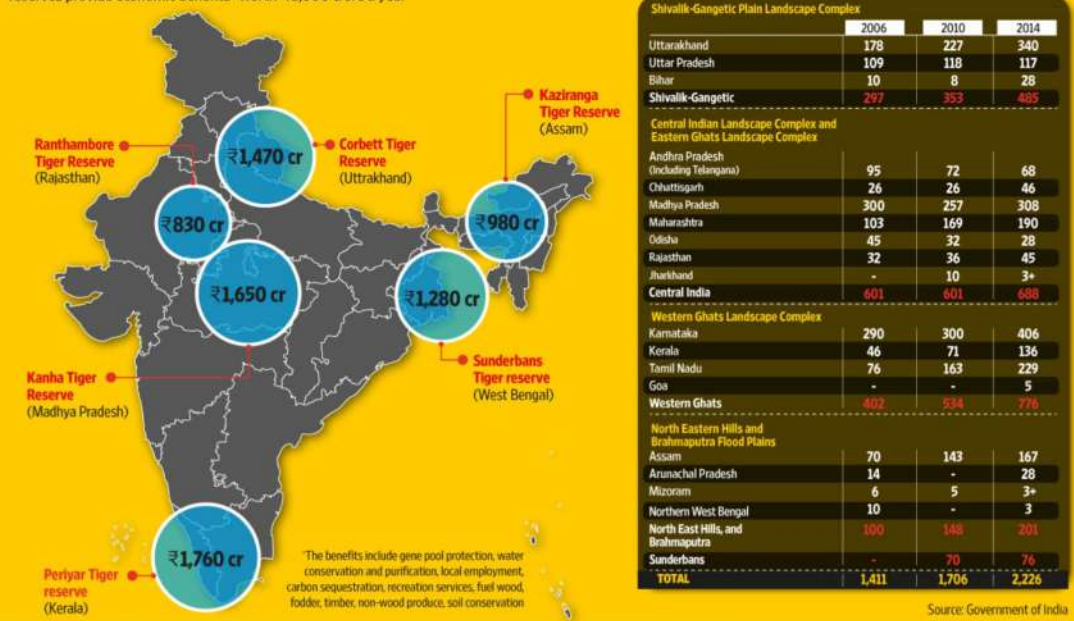 Ranthambore
Tiger Reserve
(Rajasthan)
₹1,470 cr
Corbett Tiger
Reserve
(Uttrakhand)
Kaziranga
Tiger Reserve
(Assam)
₹830 cr
₹980 cr
₹1,650 cr
₹1,280 cr
Kanha Tiger
Reserve
(Madhya Pradesh)
Sunderbans
Tiger reserve
(West Bengal)
₹1,760 cr
Periyar Tiger
reserve
(Kerala)
*The benefits include gene pool protection, water
conservation and purification, local employment,
carbon sequestration, recreation services, fuel wood,
fodder, timber, non-wood produce, soil conservation
Shivalik-Gangetic Plain Landscape Complex
2006 2010 2014
Uttarakhand 178 227 340
Uttar Pradesh 109 118 117
Bihar 10 8 28
Shivalik-Gangetic 297 353 485
Central Indian Landscape Complex and
Eastern Ghats Landscape Complex
Andhra Pradesh
(Including Telangana) 95 72 68
Chhattisgarh 26 26 46
Madhya Pradesh 300 257 308
Maharashtra 103 169 190
Odisha 45 32 28
Rajasthan 32 36 45
Jharkhand - 10 3+
Central India 601 601 688
Western Ghats Landscape Complex
Karnataka 290 300 406
Kerala 46 71 136
Tamil Nadu 76 163 229
Goa - - 5
Western Ghats 402 534 776
North Eastern Hills and
Brahmaputra Flood Plains
Assam 70 143 167
Arunachal Pradesh 14 - 28
Mizoram 6 5 3+
Northern West Bengal 10 - 3
North East Hills, and
Brahmaputra 100 148 201
Sunderbans - 70 76
TOTAL 1,411 1,706 2,226
Source: Government of India